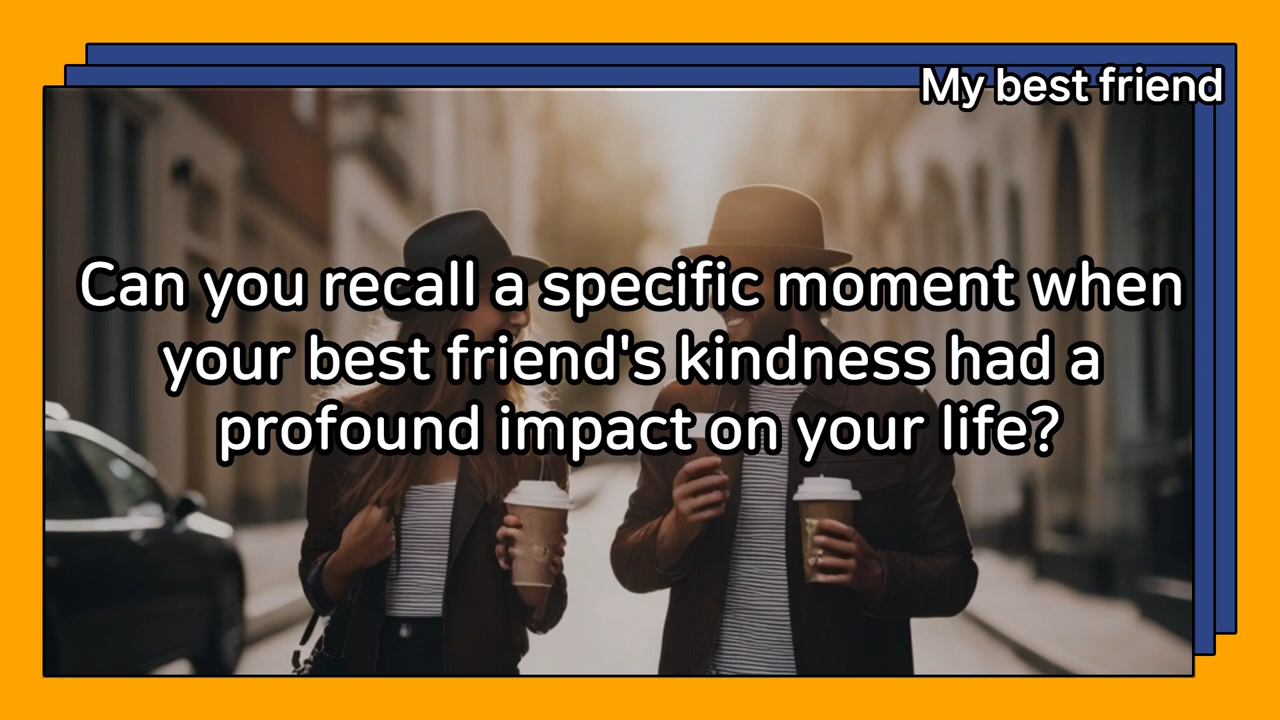 My best friend
Can you recall a specific moment when
your best friend's kindness had a
profound impact on your life?